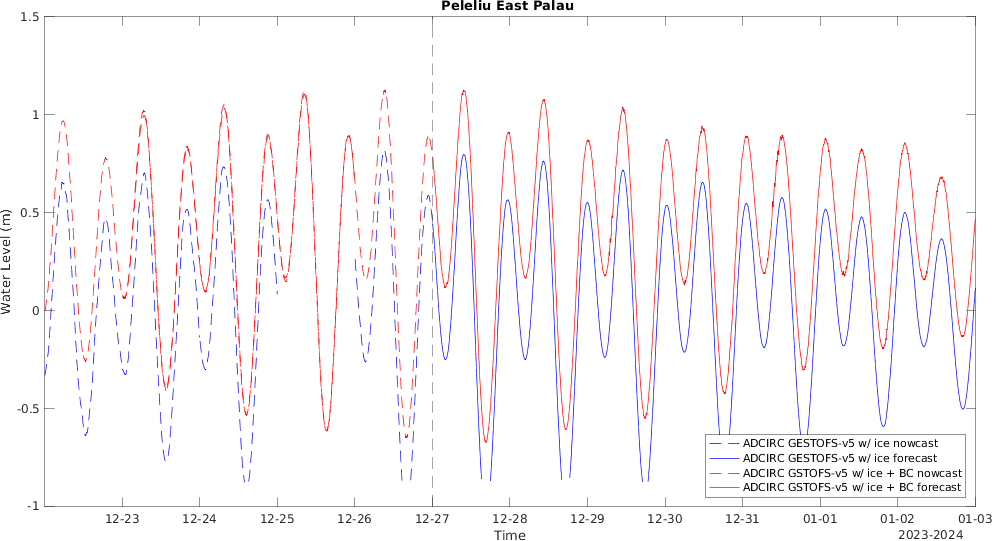 Peleliu East Palau
1.5
1
0.5
0
-0.5
-1
Water Level (m)
ADCIRC GESTOFS-v5 w/ ice nowcast
ADCIRC GESTOFS-v5 w/ ice forecast
ADCIRC GSTOFS-v5 w/ ice + BC nowcast
ADCIRC GSTOFS-v5 w/ ice + BC forecast
12-23 12-24 12-25 12-26 12-27 12-28 12-29 12-30 12-31 01-01 01-02 01-03
Time
2023-2024